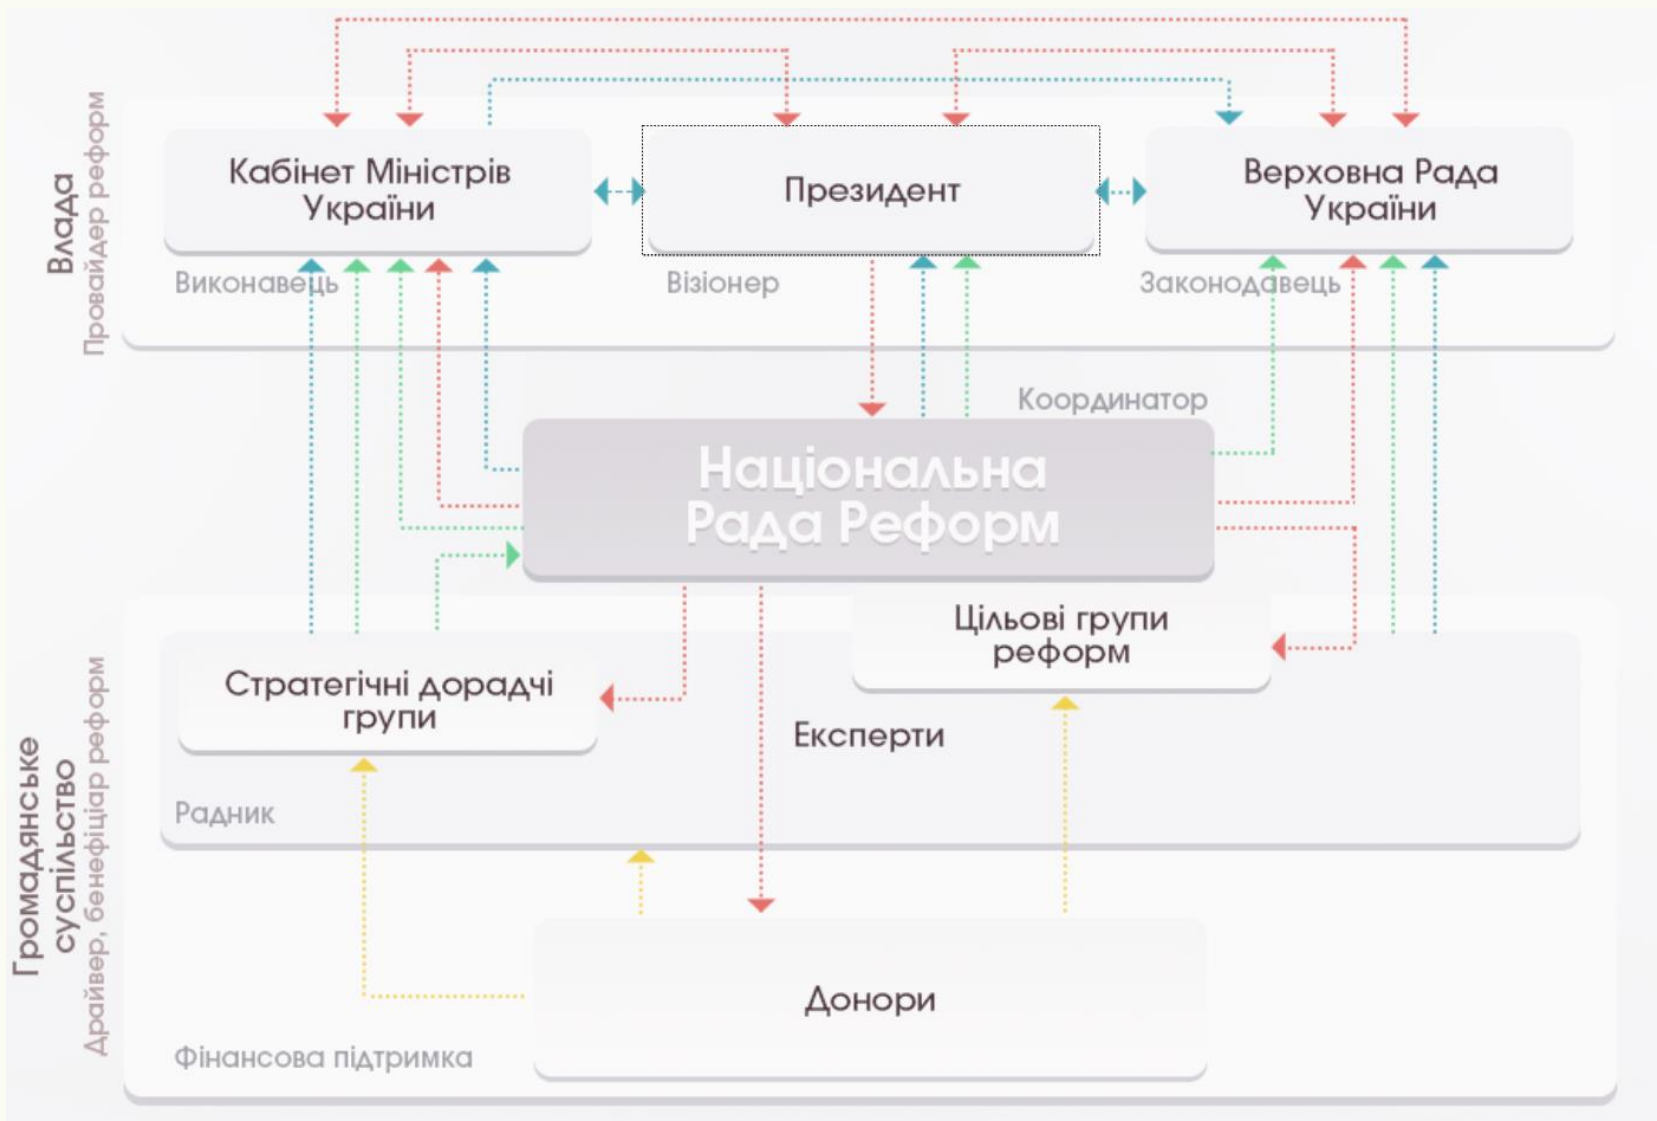 Влада
Провайдер реформ
Кабінет Міністрів
України
Президент
Верховна Рада
України
Виконавець
Візіонер
Законодавець
Координатор
Національна
Рада Реформ
Цільові групи
реформ
Стратегічні дорадчі
групи
Експерти
Радник
Громадянське
суспільство
Драйвер, бенефіціар реформ
Донори
Фінансова підтримка